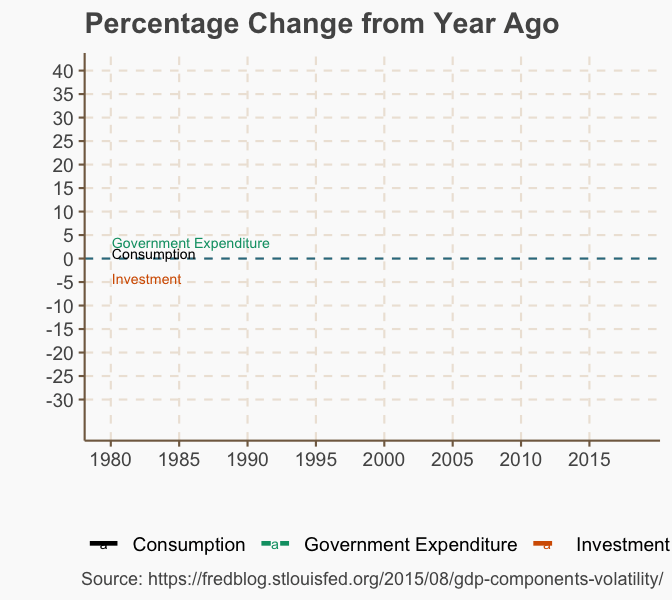 Percentage Change from Year Ago
40
35
30
25
20
15
10
5
Government Expenditure
Consumption
0
Investment
-5
-10
-15
-20
-25
-30
1980 1985 1990 1995 2000 2005 2010 2015
a Consumption a Government Expenditure a Investment
Source: https://fredblog.stlouisfed.org/2015/08/gdp-components-volatility/